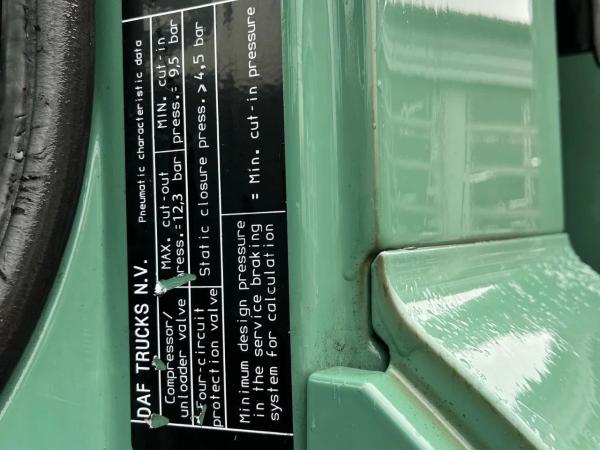 DAF TRUCKS N.V. Pneumatic characteristic data
Compressor/ MAX. cut-out MIN. cut-in
unloader valve press.=12,3 bar press.= 9,5 bar
Four-circuit Static closure press. >4,5 bar
protection valve
Minimum design pressure
in the service braking = Min. cut-in pressure
system for calculation